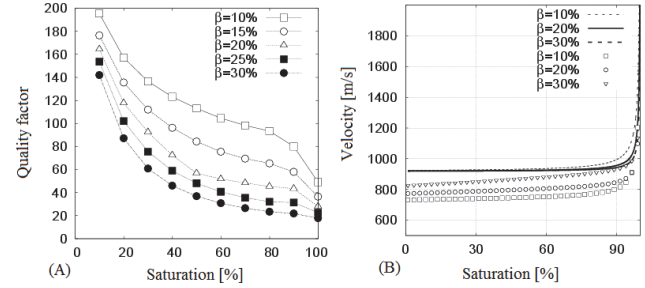 200
180
160
140
120
100
80
60
40
20
0
Quality factor
β=10%
β=15%
β=20%
β=25%
β=30%
20
40
60
80
100
(A)
Saturation [%]
1800
1600
1400
1200
1000
800
600
Velocity [m/s]
β=10%
β=20%
β=30%
β=10%
β=20%
β=30%
0
30
60
90
(B)
Saturation [%]